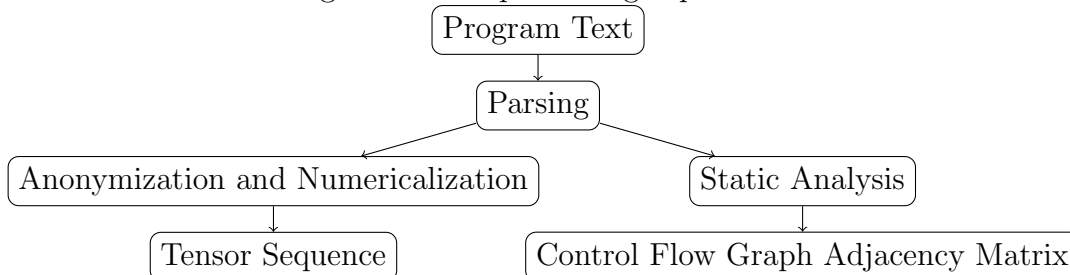 Program Text
Parsing
Anonymization and Numericalization
Static Analysis
Tensor Sequence
Control Flow Graph Adjacency Matrix